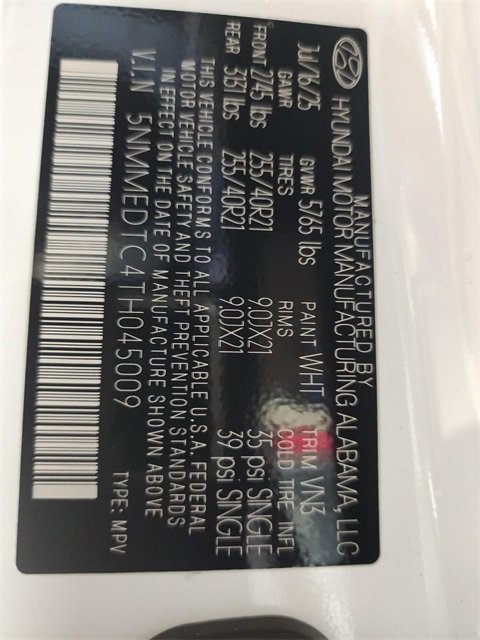 MANUFACTURED BY
HYUNDAI MOTOR MANUFACTURING ALABAMA, LLC
JUL/16/25 GVWR 5765 lbs PAINT WHT TRIM VN3
GAWR TIRES RIMS COLD TIRE INFL
FRONT 2745 lbs 255/40R21 9.0JX21 35 psi SINGLE
REAR 3131 lbs 255/40R21 9.0JX21 39 psi SINGLE
THIS VEHICLE CONFORMS TO ALL APPLICABLE U.S.A. FEDERAL
MOTOR VEHICLE SAFETY AND THEFT PREVENTION STANDARDS
IN EFFECT ON THE DATE OF MANUFACTURE SHOWN ABOVE
V.I.N 5NMMEDTC4TH045009 TYPE: MPV